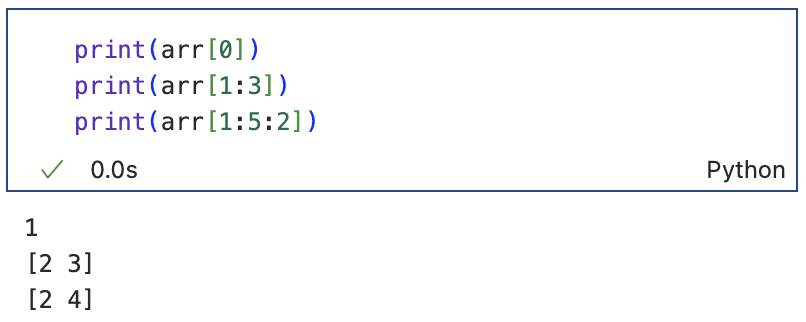 print(arr[0])
print(arr[1:3])
print(arr[1:5:2])
0.0s Python
1
[2 3]
[2 4]